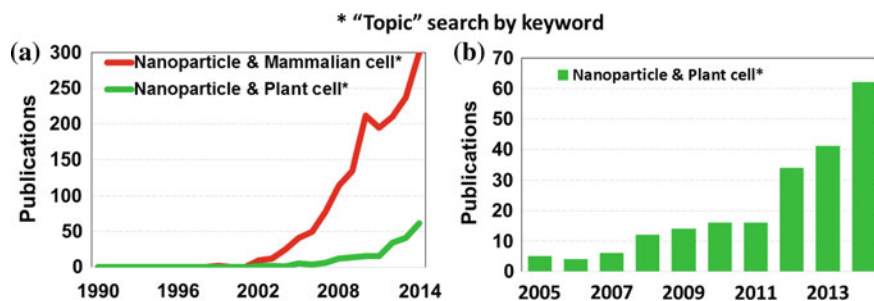 * “Topic” search by keyword
(a)
Publications
300
250
200
150
100
50
0
Nanoparticle & Mammalian cell*
Nanoparticle & Plant cell*
1990 1996 2002 2008 2014
(b)
Publications
70
60
50
40
30
20
10
0
Nanoparticle & Plant cell*
2005 2007 2009 2011 2013